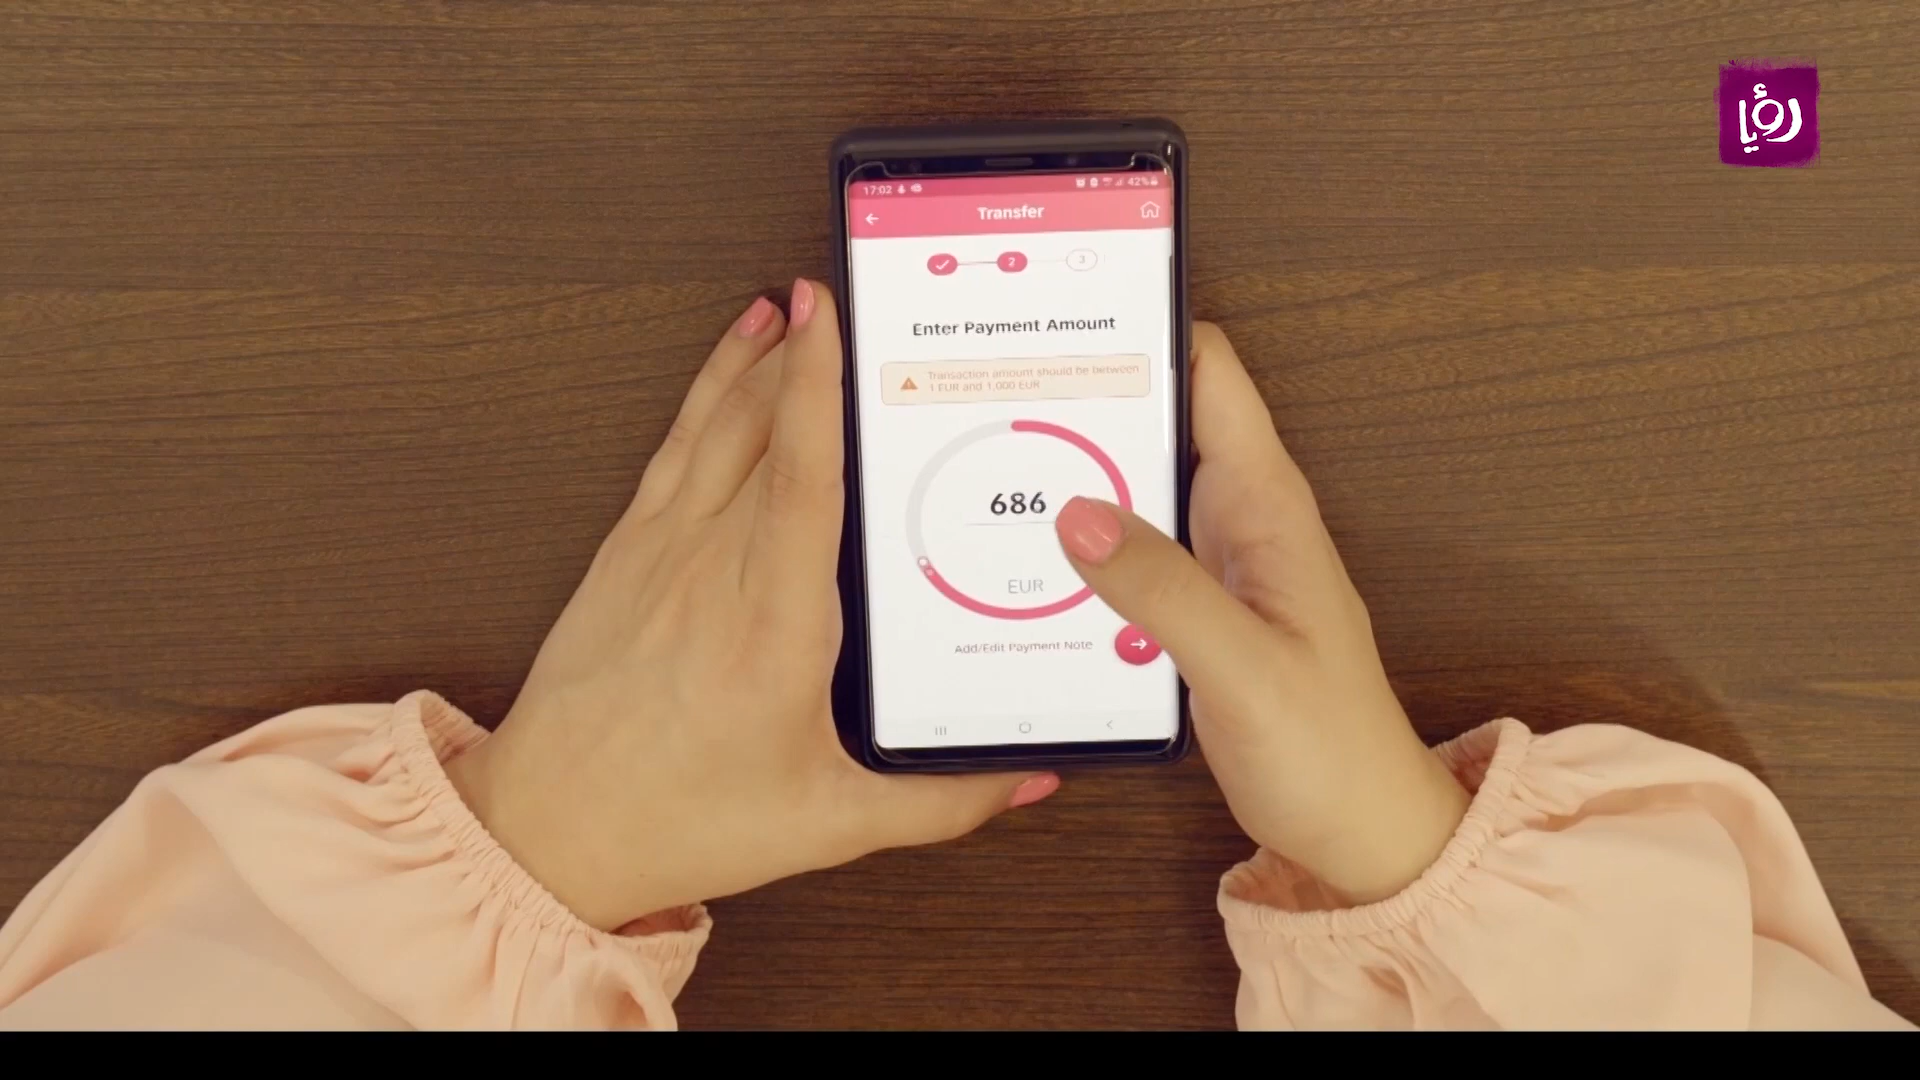 رؤيا
17:02
42%
Transfer
2
3
Enter Payment Amount
Transaction amount should be between
1 EUR and 1,000 EUR
686
EUR
Add/Edit Payment Note